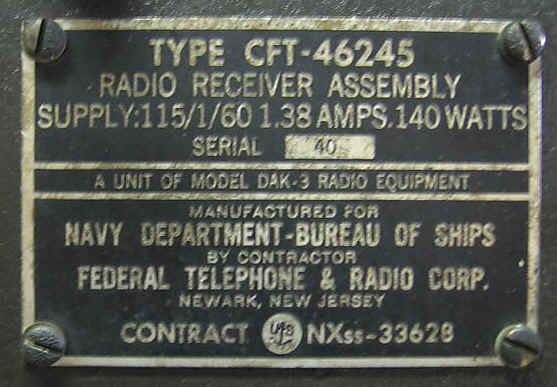 TYPE CFT-46245
RADIO RECEIVER ASSEMBLY
SUPPLY:115/1/60 1.38 AMPS. 140 WATTS
SERIAL 40
A UNIT OF MODEL DAK-3 RADIO EQUIPMENT
MANUFACTURED FOR
NAVY DEPARTMENT-BUREAU OF SHIPS
BY CONTRACTOR
FEDERAL TELEPHONE & RADIO CORP.
NEWARK, NEW JERSEY
CONTRACT NXss-33628